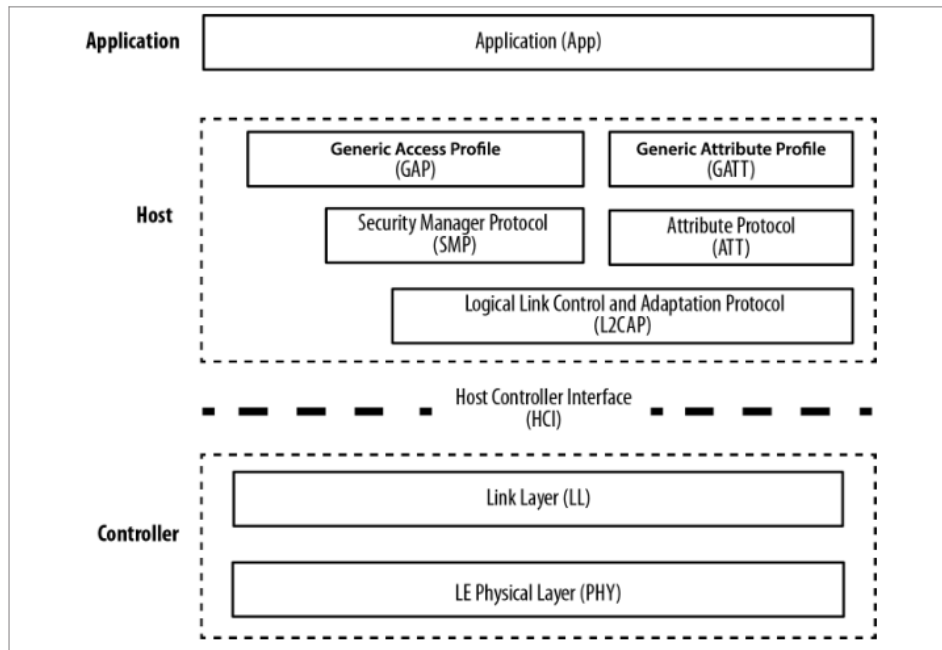 Application
Application (App)
Host
Generic Access Profile
(GAP)
Generic Attribute Profile
(GATT)
Security Manager Protocol
(SMP)
Attribute Protocol
(ATT)
Logical Link Control and Adaptation Protocol
(L2CAP)
Host Controller Interface
(HCI)
Controller
Link Layer (LL)
LE Physical Layer (PHY)